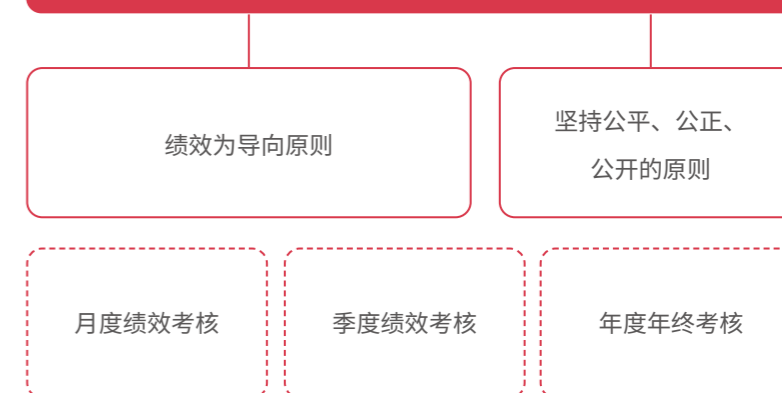 绩效为导向原则
坚持公平、公正、
公开的原则
月度绩效考核
季度绩效考核
年度年终考核